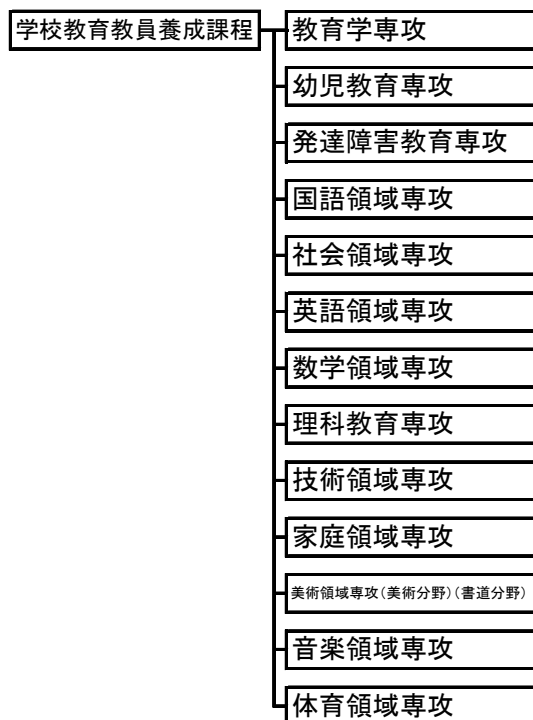 学校教育教員養成課程
教育学専攻
幼児教育専攻
発達障害教育専攻
国語領域専攻
社会領域専攻
英語領域専攻
数学領域専攻
理科教育専攻
技術領域専攻
家庭領域専攻
美術領域専攻(美術分野)(書道分野)
音楽領域専攻
体育領域専攻